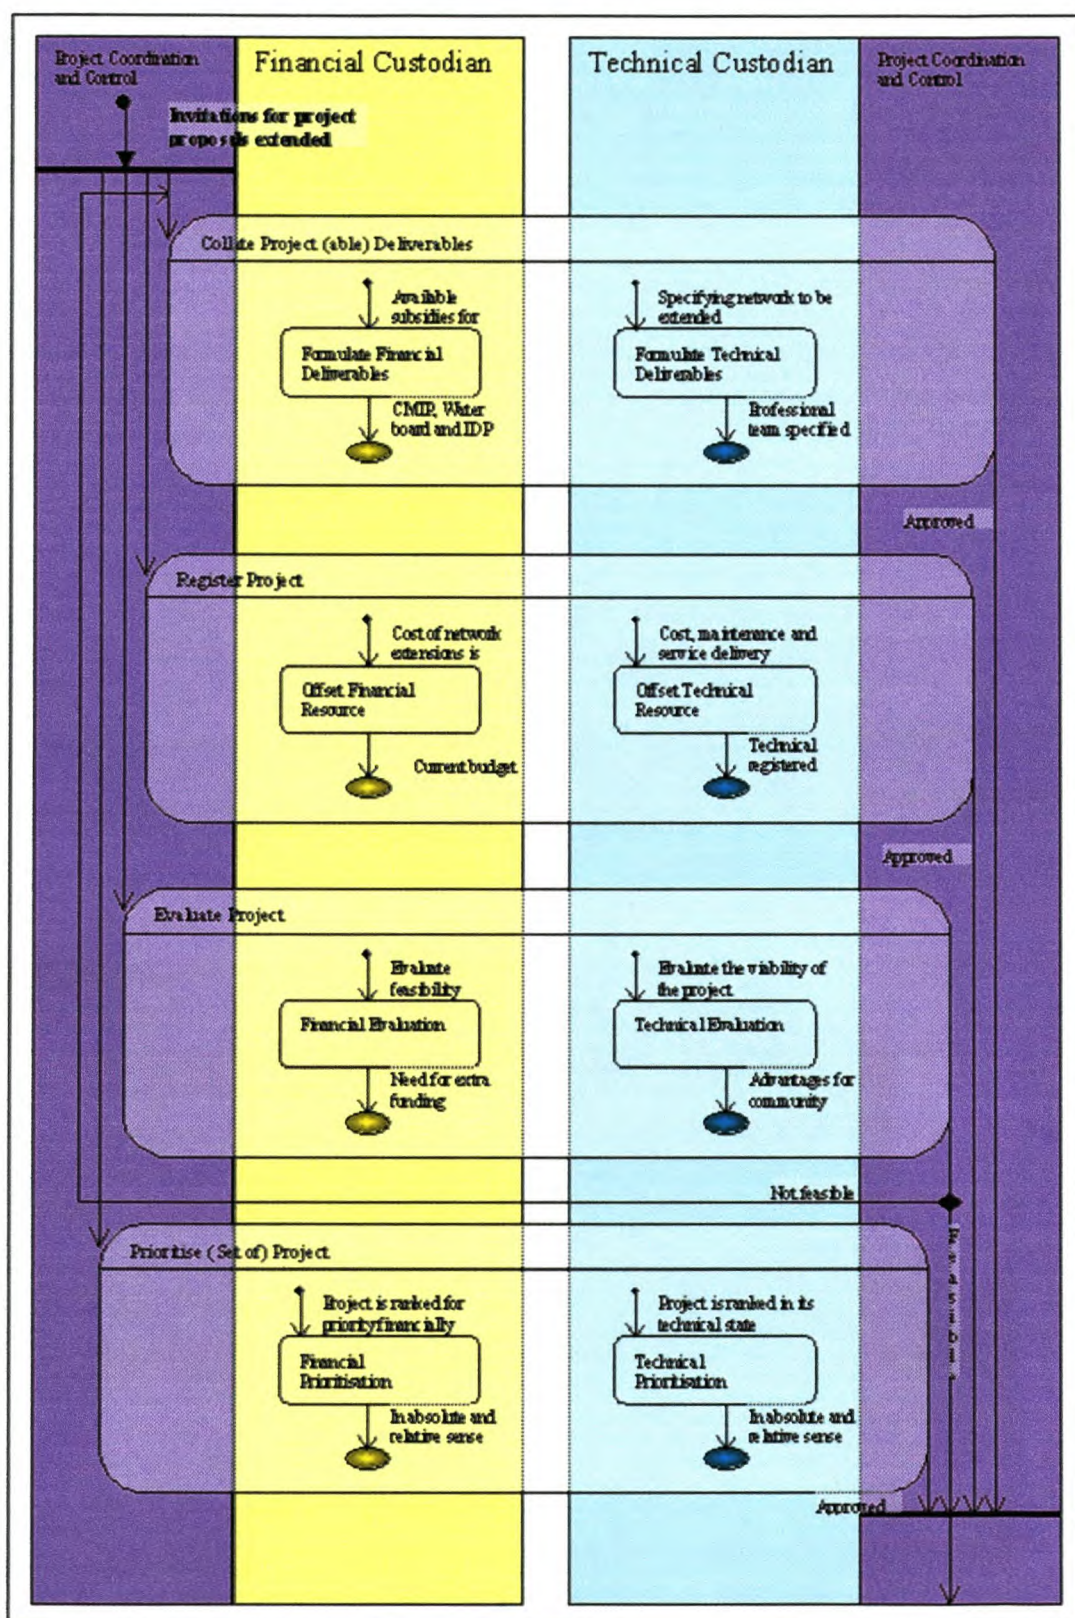 Project Coordination
and Control
Financial Custodian
Technical Custodian
Project Coordination
and Control
Invitations for project
proposals extended
Collate Project (able) Deliverables
Available
subsidies for
Specifying network to be
extended
Formulate Financial
Deliverables
Formulate Technical
Deliverables
CMIP, Water
board and IDP
Professional
team specified
Approved
Register Project
Cost of network
extensions is
Cost, maintenance and
service delivery
Offset Financial
Resource
Offset Technical
Resource
Current budget
Technical
registered
Approved
Evaluate Project
Evaluate
feasibility
Evaluate the viability of
the project
Financial Evaluation
Technical Evaluation
Need for extra
funding
Advantages for
community
Not feasible
Prioritise (Set of) Project
Project is ranked for
priority financially
Project is ranked in its
technical state
Financial
Prioritisation
Technical
Prioritisation
In absolute and
relative sense
In absolute and
relative sense
Approved